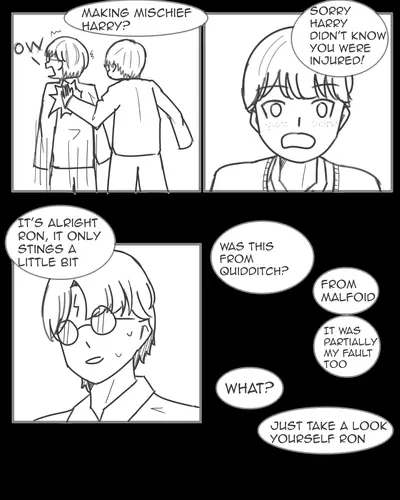 MAKING MISCHIEF
HARRY?
OW
SORRY
HARRY
DIDN'T KNOW
YOU WERE
INJURED!
IT'S ALRIGHT
RON, IT ONLY
STINGS A
LITTLE BIT
WAS THIS
FROM
QUIDDITCH?
FROM
MALFOID
IT WAS
PARTIALLY
MY FAULT
TOO
WHAT?
JUST TAKE A LOOK
YOURSELF RON